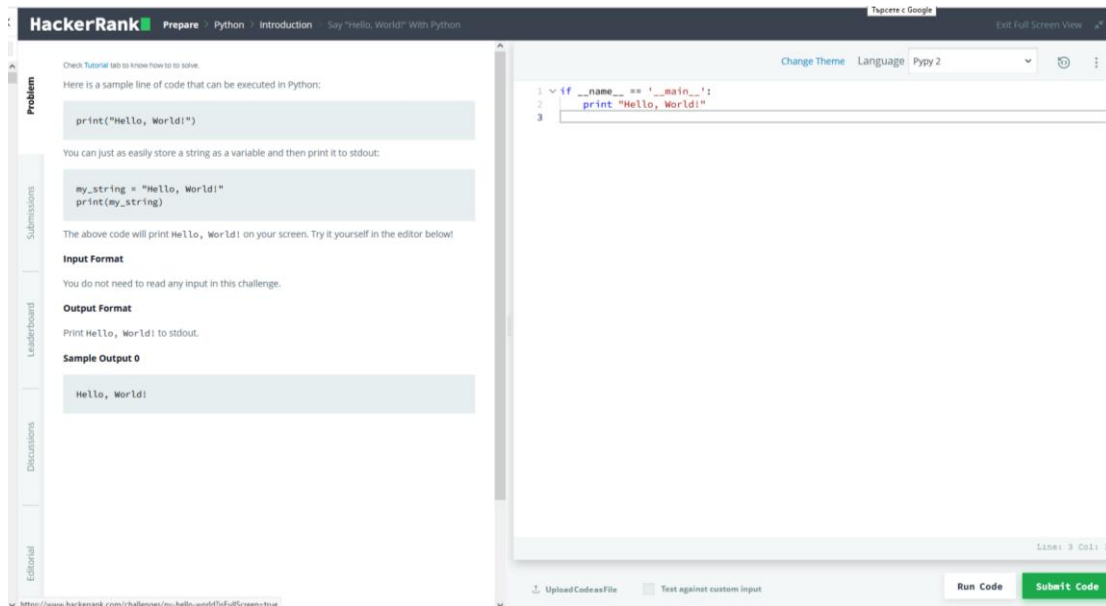 Търсете с Google
HackerRank Prepare > Python > Introduction > Say "Hello, World!" With Python
Exit Full Screen View
Problem
Submissions
Leaderboard
Discussions
Editorial
Check Tutorial tab to know how to to solve.
Here is a sample line of code that can be executed in Python:
print("Hello, World!")
You can just as easily store a string as a variable and then print it to stdout:
my_string = "Hello, World!"
print(my_string)
The above code will print Hello, World! on your screen. Try it yourself in the editor below!
Input Format
You do not need to read any input in this challenge.
Output Format
Print Hello, World! to stdout.
Sample Output 0
Hello, World!
Change Theme Language Pypy 2
1 if __name__ == '__main__':
2 print "Hello, World!"
3
Line: 3 Col:
Upload Code as File Test against custom input Run Code Submit Code